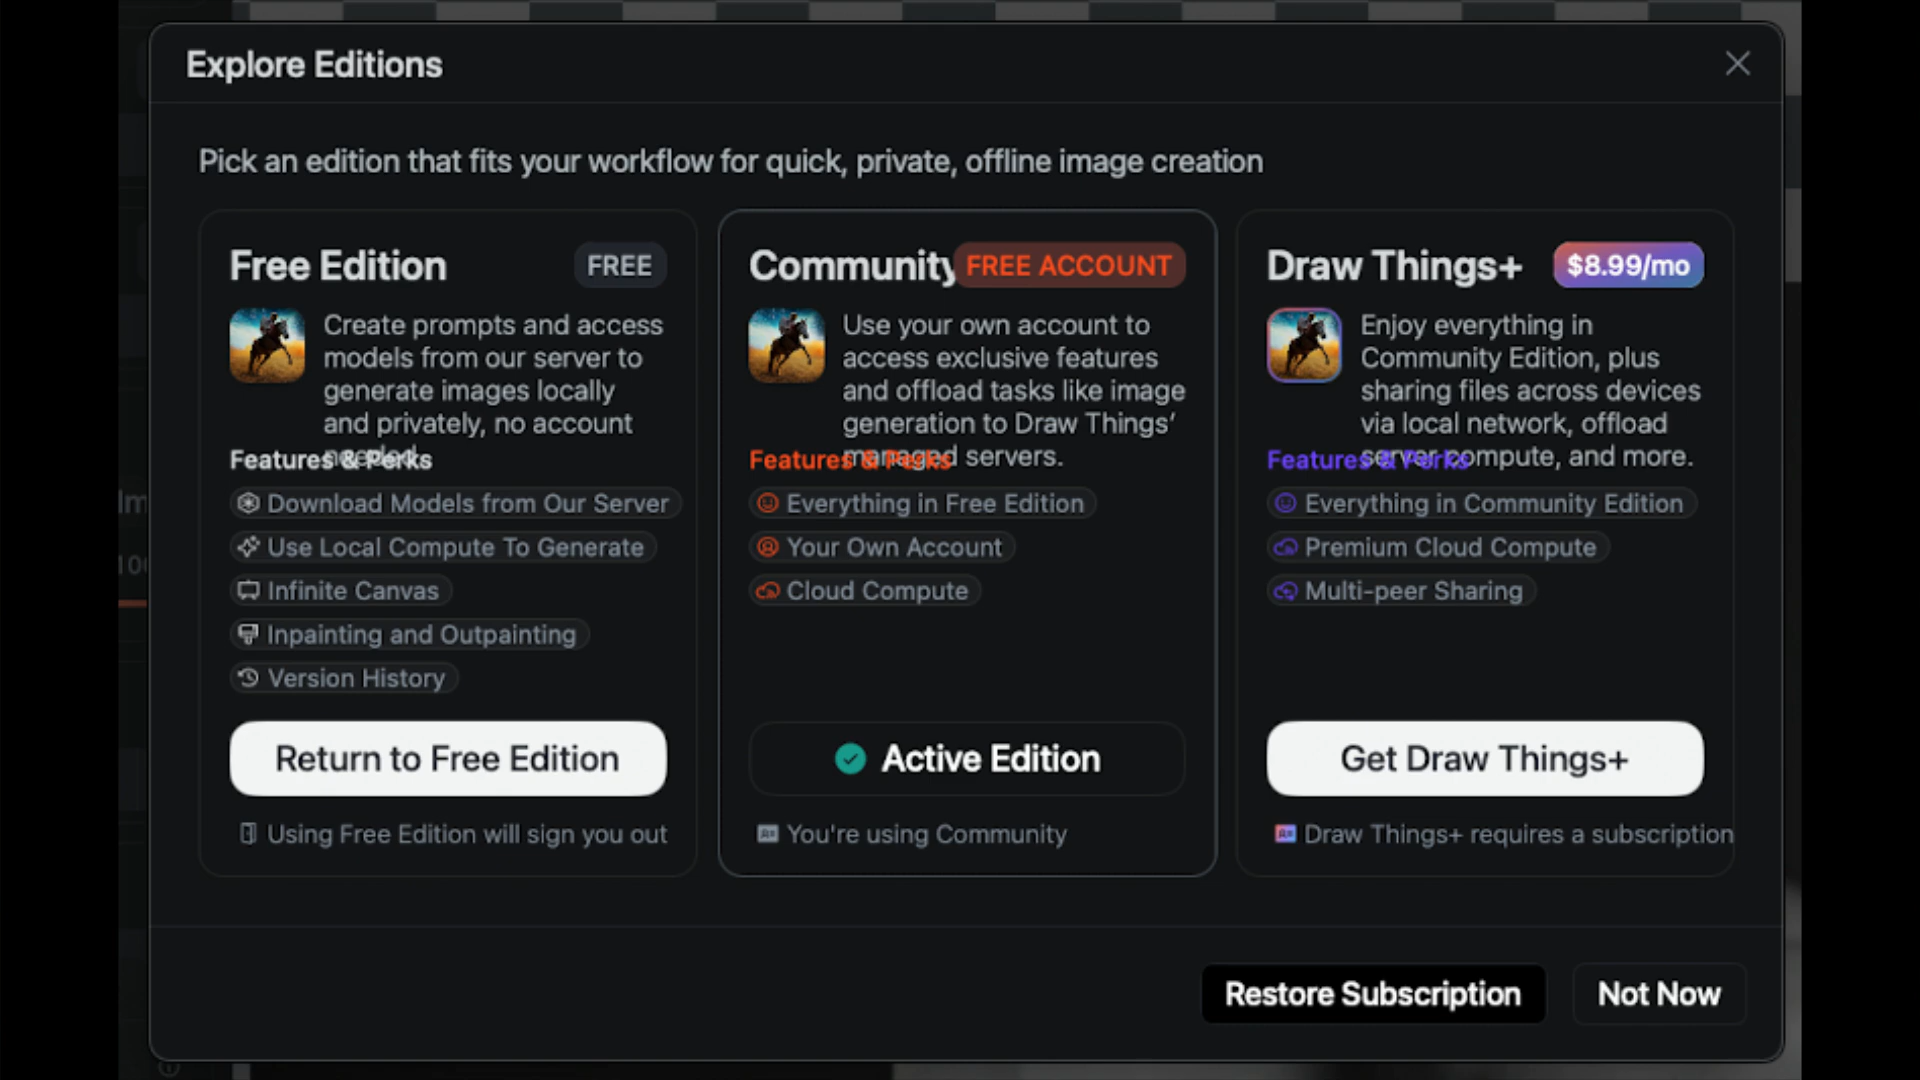 Explore Editions
Pick an edition that fits your workflow for quick, private, offline image creation
Free Edition
FREE
Create prompts and access
models from our server to
generate images locally
and privately, no account
needed.
Features & Perks
Download Models from Our Server
Use Local Compute To Generate
Infinite Canvas
Inpainting and Outpainting
Version History
Return to Free Edition
Using Free Edition will sign you out
Community
FREE ACCOUNT
Use your own account to
access exclusive features
and offload tasks like image
generation to Draw Things'
managed servers.
Features & Perks
Everything in Free Edition
Your Own Account
Cloud Compute
Active Edition
You're using Community
Draw Things+
$8.99/mo
Enjoy everything in
Community Edition, plus
sharing files across devices
via local network, offload
server compute, and more.
Features & Perks
Everything in Community Edition
Premium Cloud Compute
Multi-peer Sharing
Get Draw Things+
Draw Things+ requires a subscription
Restore Subscription
Not Now